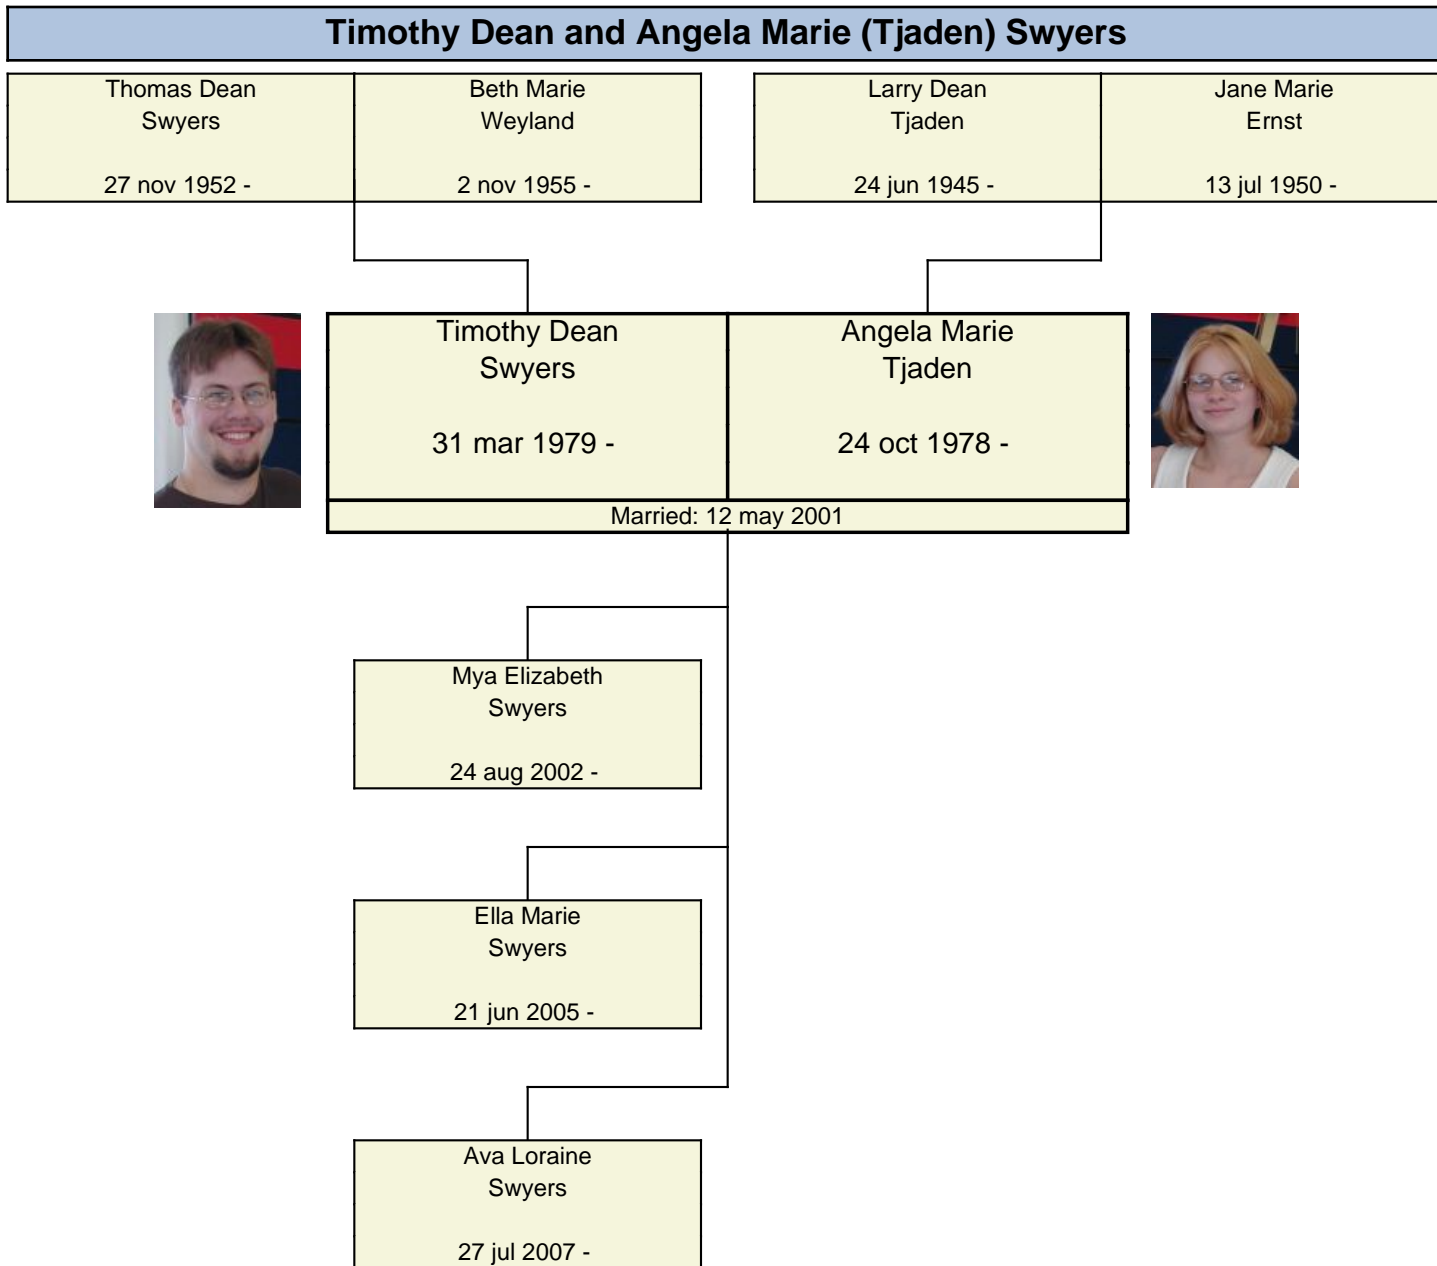 Timothy Dean and Angela Marie (Tjaden) Swyers
Thomas Dean
Swyers
27 nov 1952 -
Beth Marie
Weyland
2 nov 1955 -
Larry Dean
Tjaden
24 jun 1945 -
Jane Marie
Ernst
13 jul 1950 -
Timothy Dean
Swyers
31 mar 1979 -
Angela Marie
Tjaden
24 oct 1978 -
Married: 12 may 2001
Mya Elizabeth
Swyers
24 aug 2002 -
Ella Marie
Swyers
21 jun 2005 -
Ava Loraine
Swyers
27 jul 2007 -